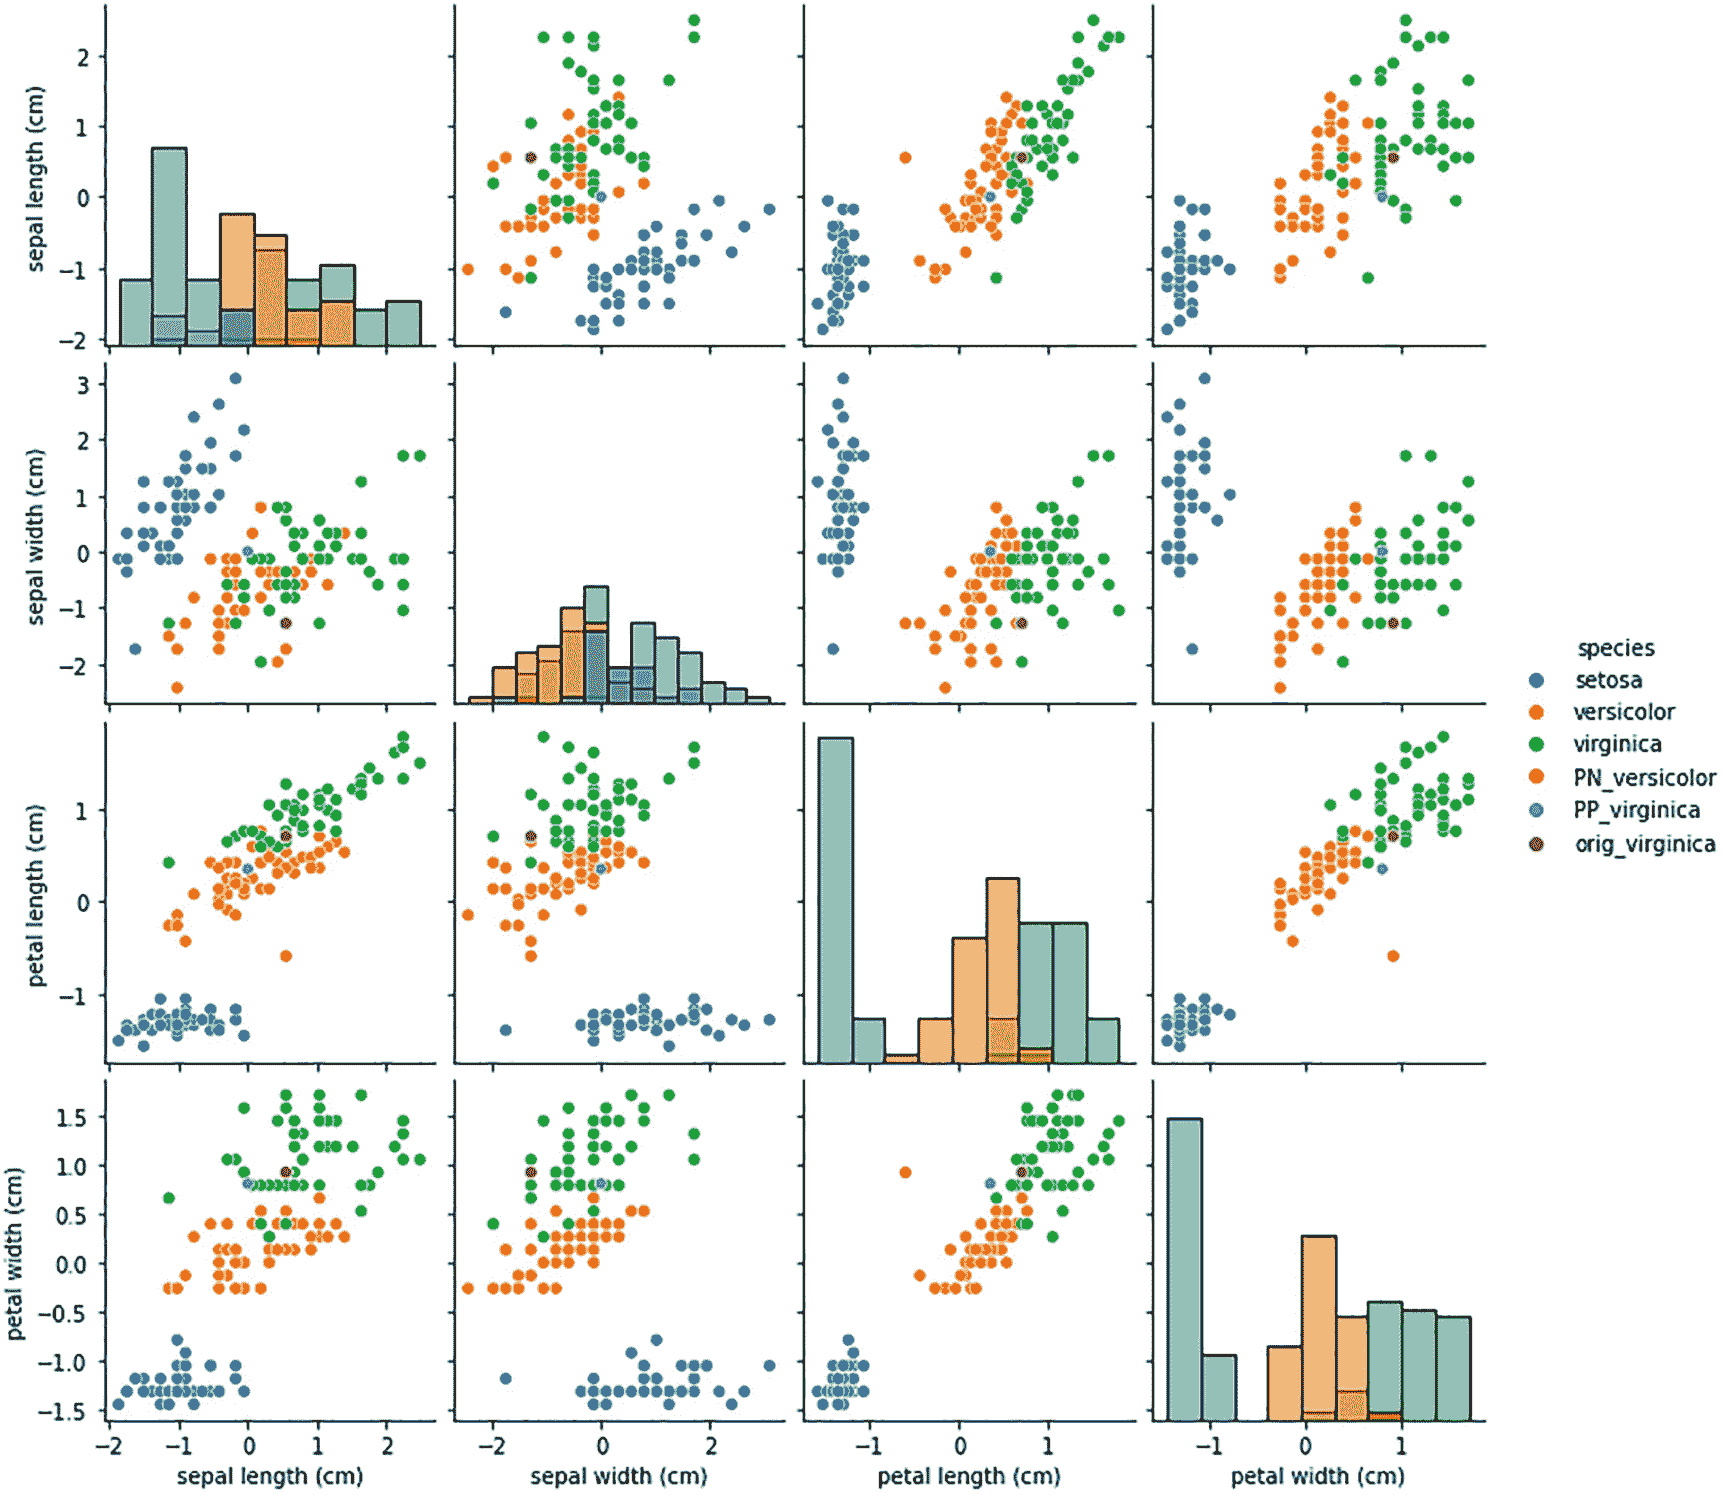 sepal length (cm)
2
1
0
−1
−2
sepal width (cm)
3
2
1
0
−1
−2
petal length (cm)
1
0
−1
petal width (cm)
1.5
1.0
0.5
0.0
−0.5
−1.0
−1.5
−2 −1 0 1 2
sepal length (cm)
−2 0 2
sepal width (cm)
−1 0 1
petal length (cm)
−1 0 1
petal width (cm)
species
setosa
versicolor
virginica
PN_versicolor
PP_virginica
orig_virginica